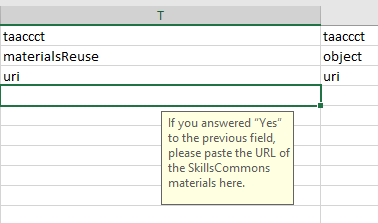 T
taaccct taaccct
materialsReuse object
uri uri
If you answered “Yes”
to the previous field,
please paste the URL of
the SkillsCommons
materials here.